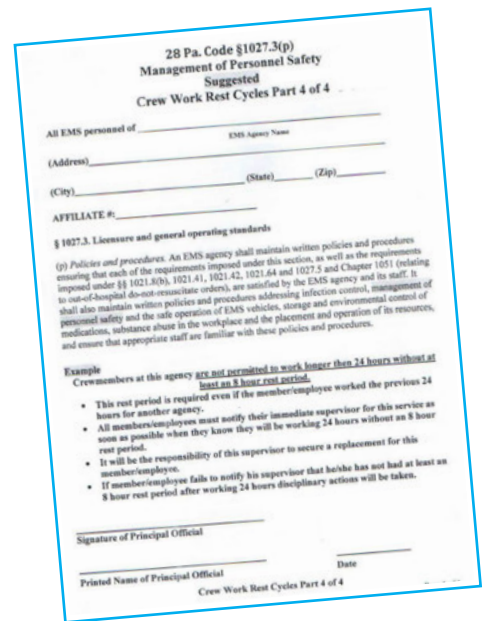 28 Pa. Code §1027.3(p)
Management of Personnel Safety
Suggested
Crew Work Rest Cycles Part 4 of 4
All EMS personnel of
EMS Agency Name
(Address)
(City) (State) (Zip)
AFFILIATE #:
§ 1027.3. Licensure and general operating standards
(p) Policies and procedures. An EMS agency shall maintain written policies and procedures
ensuring that each of the requirements imposed under this section, as well as the requirements
imposed under §§ 1021.8(b), 1021.41, 1021.42, 1021.64 and 1027.5 and Chapter 1051 (relating
to out-of-hospital do-not-resuscitate orders), are satisfied by the EMS agency and its staff. It
shall also maintain written policies and procedures addressing infection control, management of
personnel safety and the safe operation of EMS vehicles, storage and environmental control of
medications, substance abuse in the workplace and the placement and operation of its resources,
and ensure that appropriate staff are familiar with these policies and procedures.
Example
Crewmembers at this agency are not permitted to work longer then 24 hours without at
least an 8 hour rest period.
• This rest period is required even if the member/employee worked the previous 24
hours for another agency.
• All members/employees must notify their immediate supervisor for this service as
soon as possible when they know they will be working 24 hours without an 8 hour
rest period.
• It will be the responsibility of this supervisor to secure a replacement for this
member/employee.
• If member/employee fails to notify his supervisor that he/she has not had at least an
8 hour rest period after working 24 hours disciplinary actions will be taken.
Signature of Principal Official
Printed Name of Principal Official
Date
Crew Work Rest Cycles Part 4 of 4